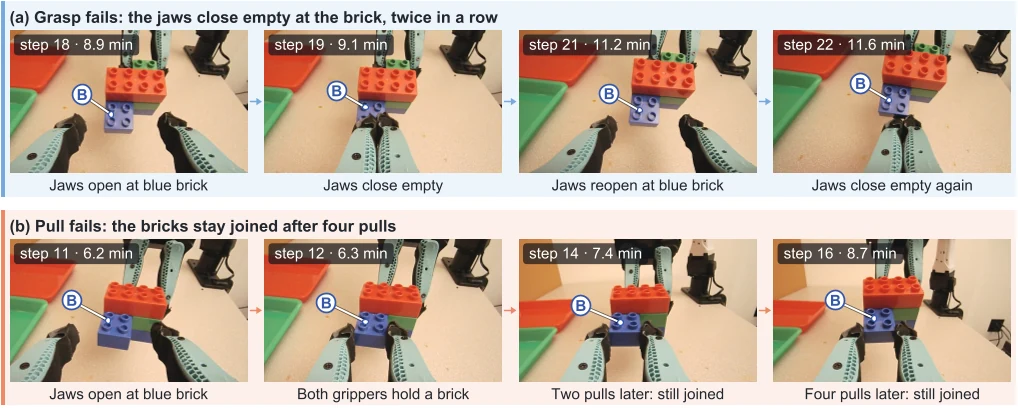 (a) Grasp fails: the jaws close empty at the brick, twice in a row
step 18 · 8.9 min
step 19 · 9.1 min
step 21 · 11.2 min
step 22 · 11.6 min
B
B
B
B
Jaws open at blue brick
Jaws close empty
Jaws reopen at blue brick
Jaws close empty again
(b) Pull fails: the bricks stay joined after four pulls
step 11 · 6.2 min
step 12 · 6.3 min
step 14 · 7.4 min
step 16 · 8.7 min
B
B
B
B
Jaws open at blue brick
Both grippers hold a brick
Two pulls later: still joined
Four pulls later: still joined